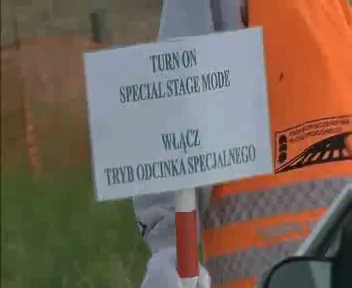 TURN ON
SPECIAL STAGE MODE
WŁĄCZ
TRYB ODCINKA SPECJALNEGO